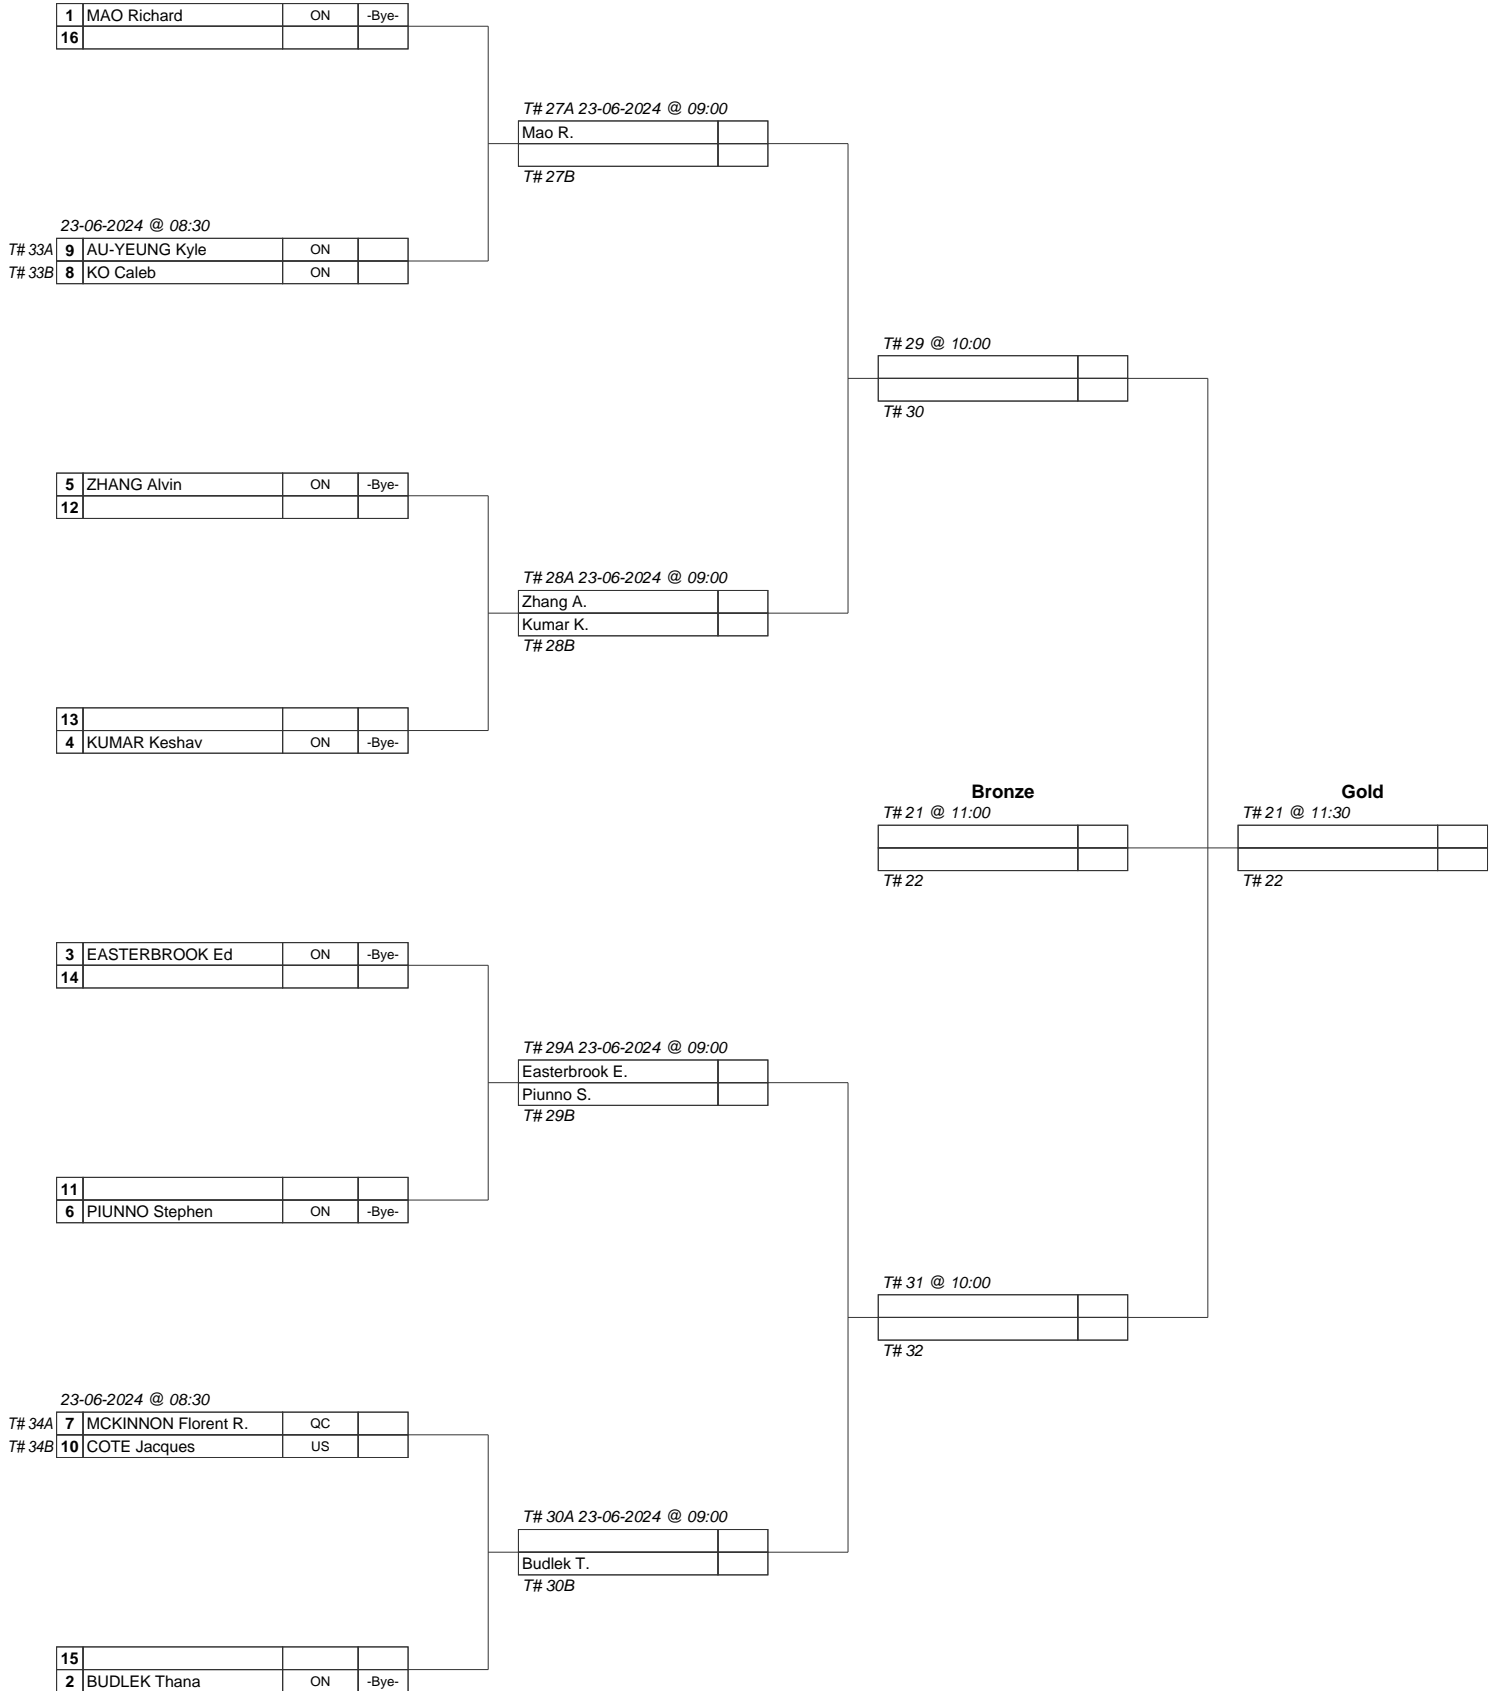 1 MAO Richard ON -Bye-
16
T# 27A 23-06-2024 @ 09:00
Mao R.
T# 27B
23-06-2024 @ 08:30
T# 33A 9 AU-YEUNG Kyle ON
T# 33B 8 KO Caleb ON
T# 29 @ 10:00
T# 30
5 ZHANG Alvin ON -Bye-
12
T# 28A 23-06-2024 @ 09:00
Zhang A.
Kumar K.
T# 28B
13
4 KUMAR Keshav ON -Bye-
Bronze Gold
T# 21 @ 11:00 T# 21 @ 11:30
T# 22 T# 22
3 EASTERBROOK Ed ON -Bye-
14
T# 29A 23-06-2024 @ 09:00
Easterbrook E.
Piunno S.
T# 29B
11
6 PIUNNO Stephen ON -Bye-
T# 31 @ 10:00
T# 32
23-06-2024 @ 08:30
T# 34A 7 MCKINNON Florent R. QC
T# 34B 10 COTE Jacques US
T# 30A 23-06-2024 @ 09:00
Budlek T.
T# 30B
15
2 BUDLEK Thana ON -Bye-